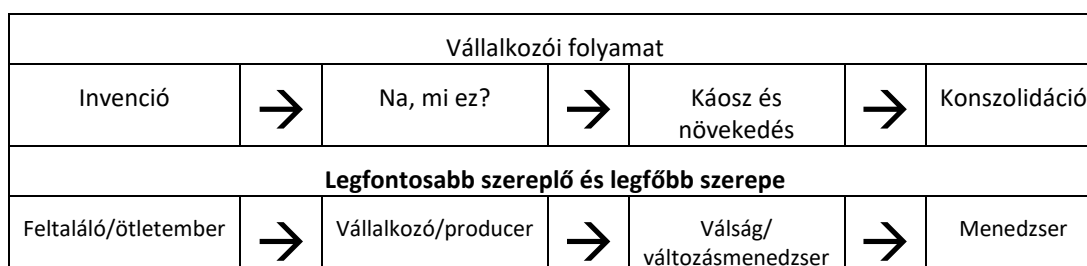 Vállalkozói folyamat
Invenció → Na, mi ez? → Káosz és → Konszolidáció
növekedés
Legfontosabb szereplő és legfőbb szerepe
Feltaláló/ötletember → Vállalkozó/producer → Válság/ → Menedzser
változásmenedzser